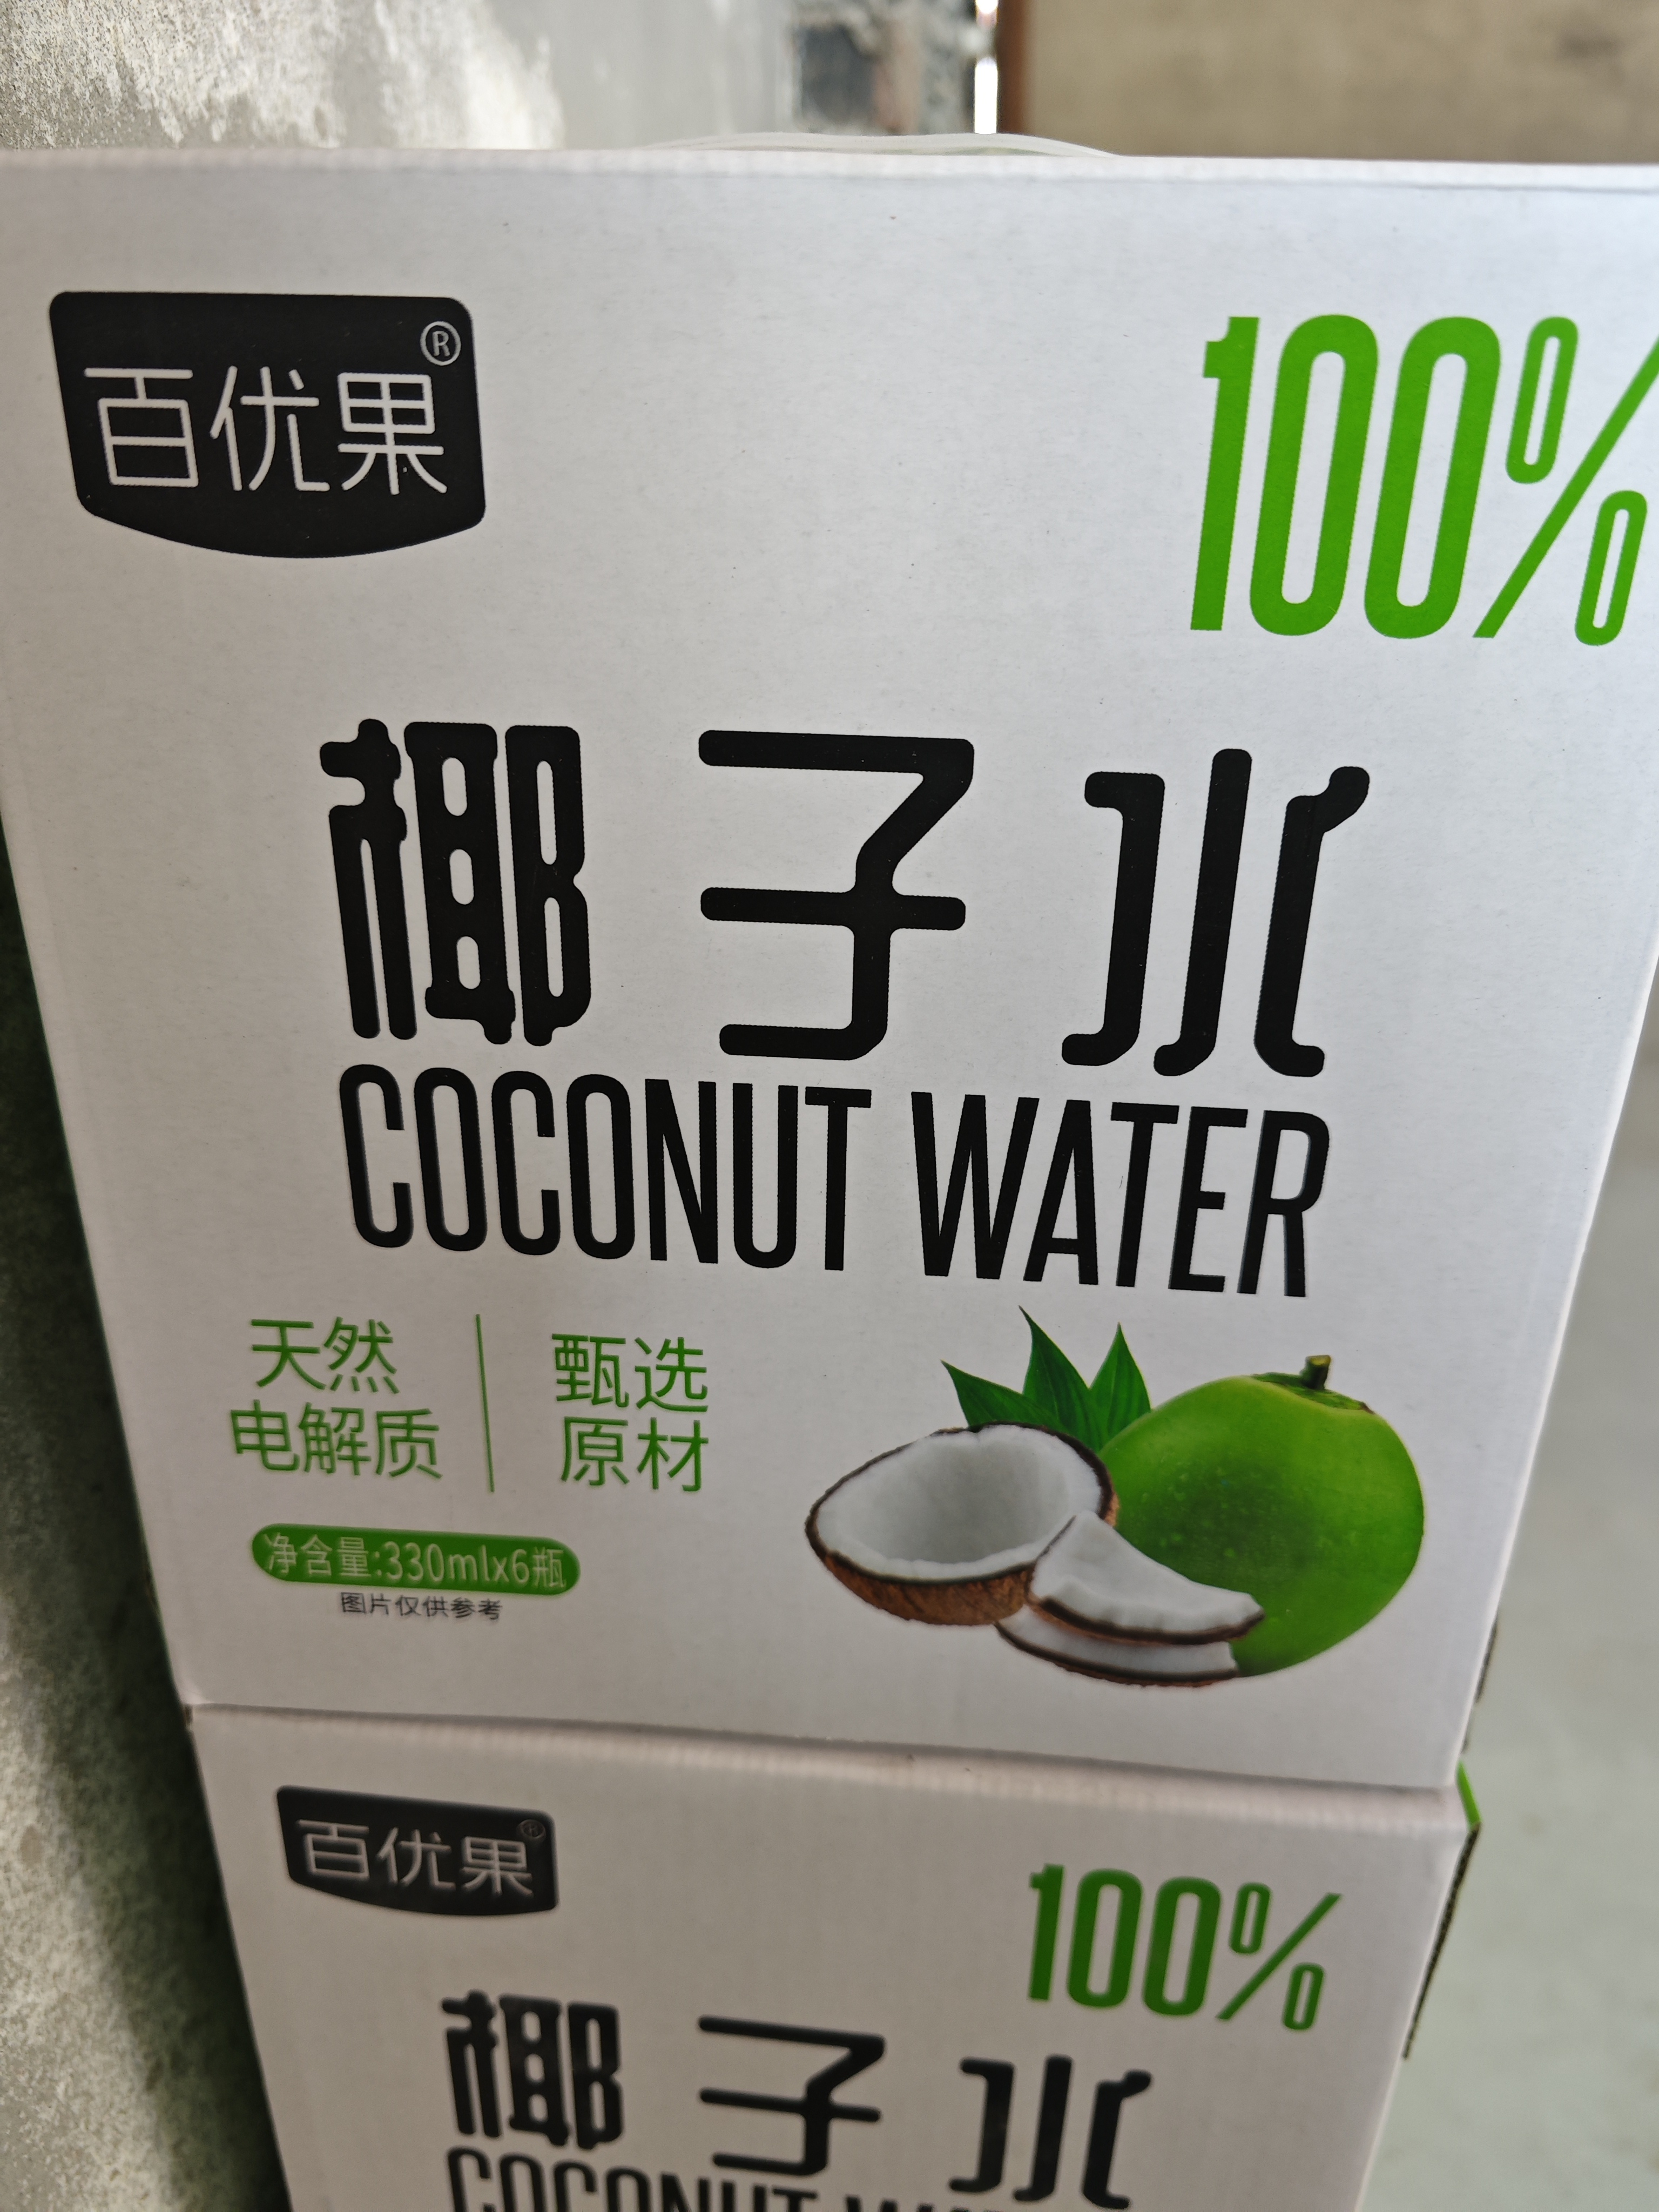 百优果®
100%
椰子水
COCONUT WATER
天然
电解质
甄选
原材
净含量:330mlx6瓶
图片仅供参考
百优果®
100%
椰子水
COCONUT